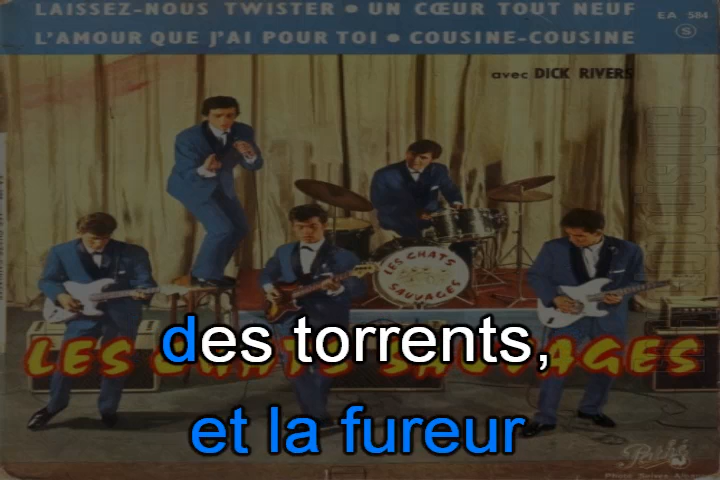 LAISSEZ-NOUS TWISTER • UN CŒUR TOUT NEUF
L'AMOUR QUE J'AI POUR TOI • COUSINE-COUSINE
EA 584
S
avec DICK RIVERS
LES CHATS
SAUVAGES
LES CHATS SAUVAGES
des torrents,
et la fureur
Pathé